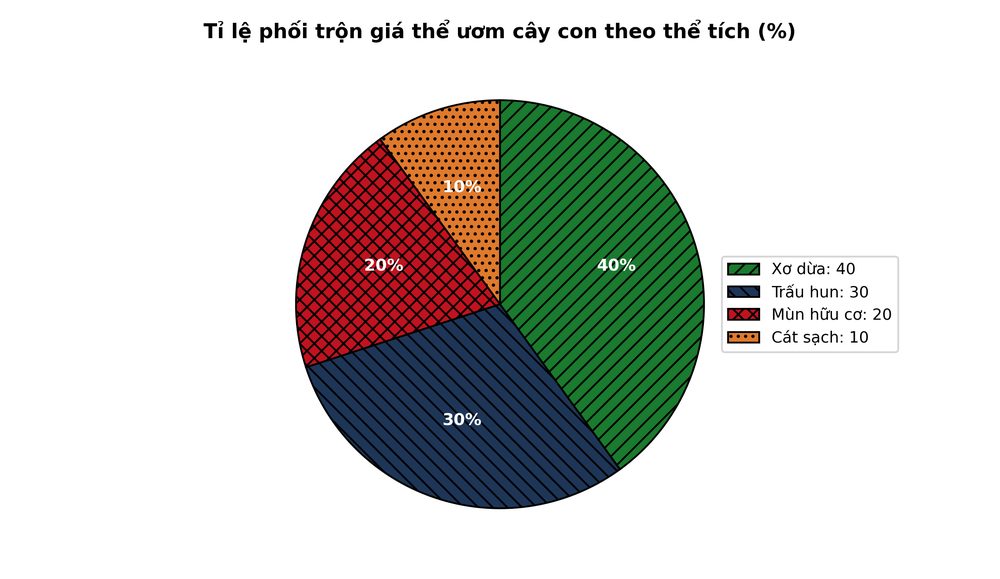 Tỉ lệ phối trộn giá thể ươm cây con theo thể tích (%)
10%
20%
40%
30%
Xơ dừa: 40
Trấu hun: 30
Mùn hữu cơ: 20
Cát sạch: 10